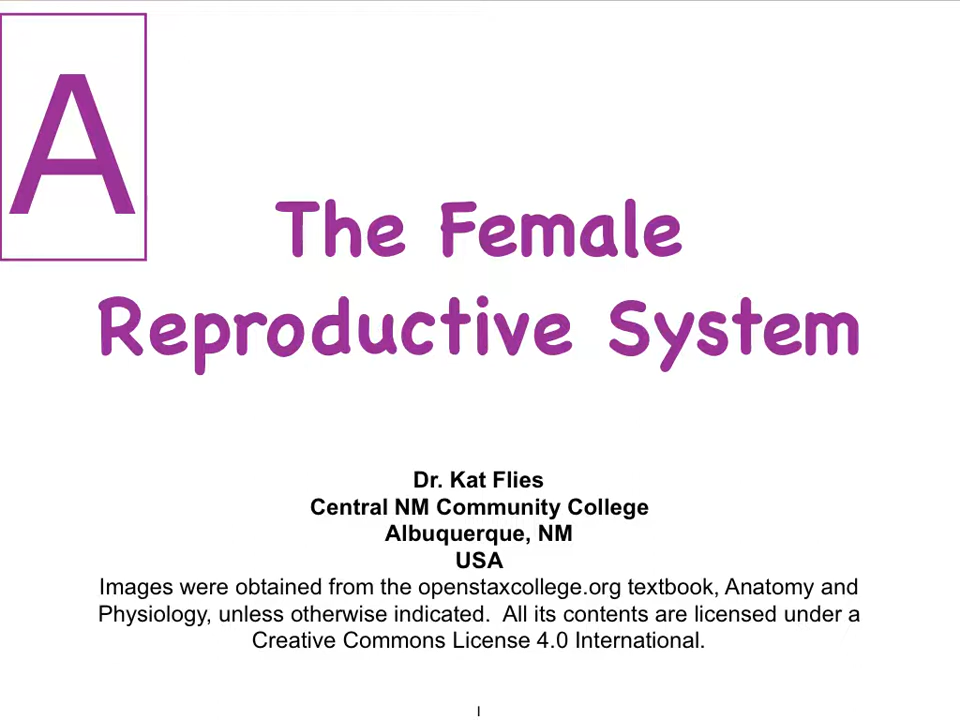 A
The Female
Reproductive System
Dr. Kat Flies
Central NM Community College
Albuquerque, NM
USA
Images were obtained from the openstaxcollege.org textbook, Anatomy and
Physiology, unless otherwise indicated.  All its contents are licensed under a
Creative Commons License 4.0 International.
1